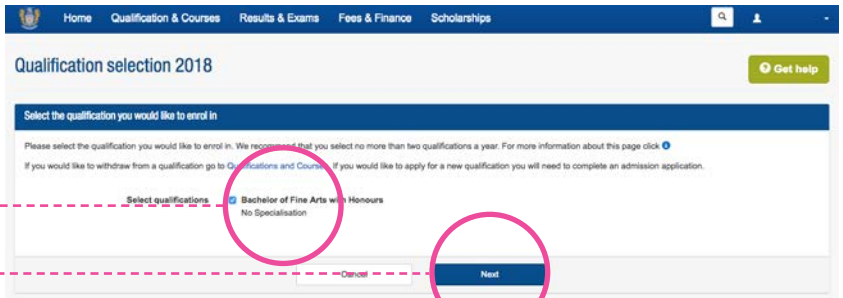 Home Qualification & Courses Results & Exams Fees & Finance Scholarships
Qualification selection 2018
Get help
Select the qualification you would like to enrol in
Please select the qualification you would like to enrol in. We recommend that you select no more than two qualifications a year. For more information about this page click
If you would like to withdraw from a qualification go to Qualifications and Courses. If you would like to apply for a new qualification you will need to complete an admission application.
Select qualifications Bachelor of Fine Arts with Honours
No Specialisation
Cancel Next